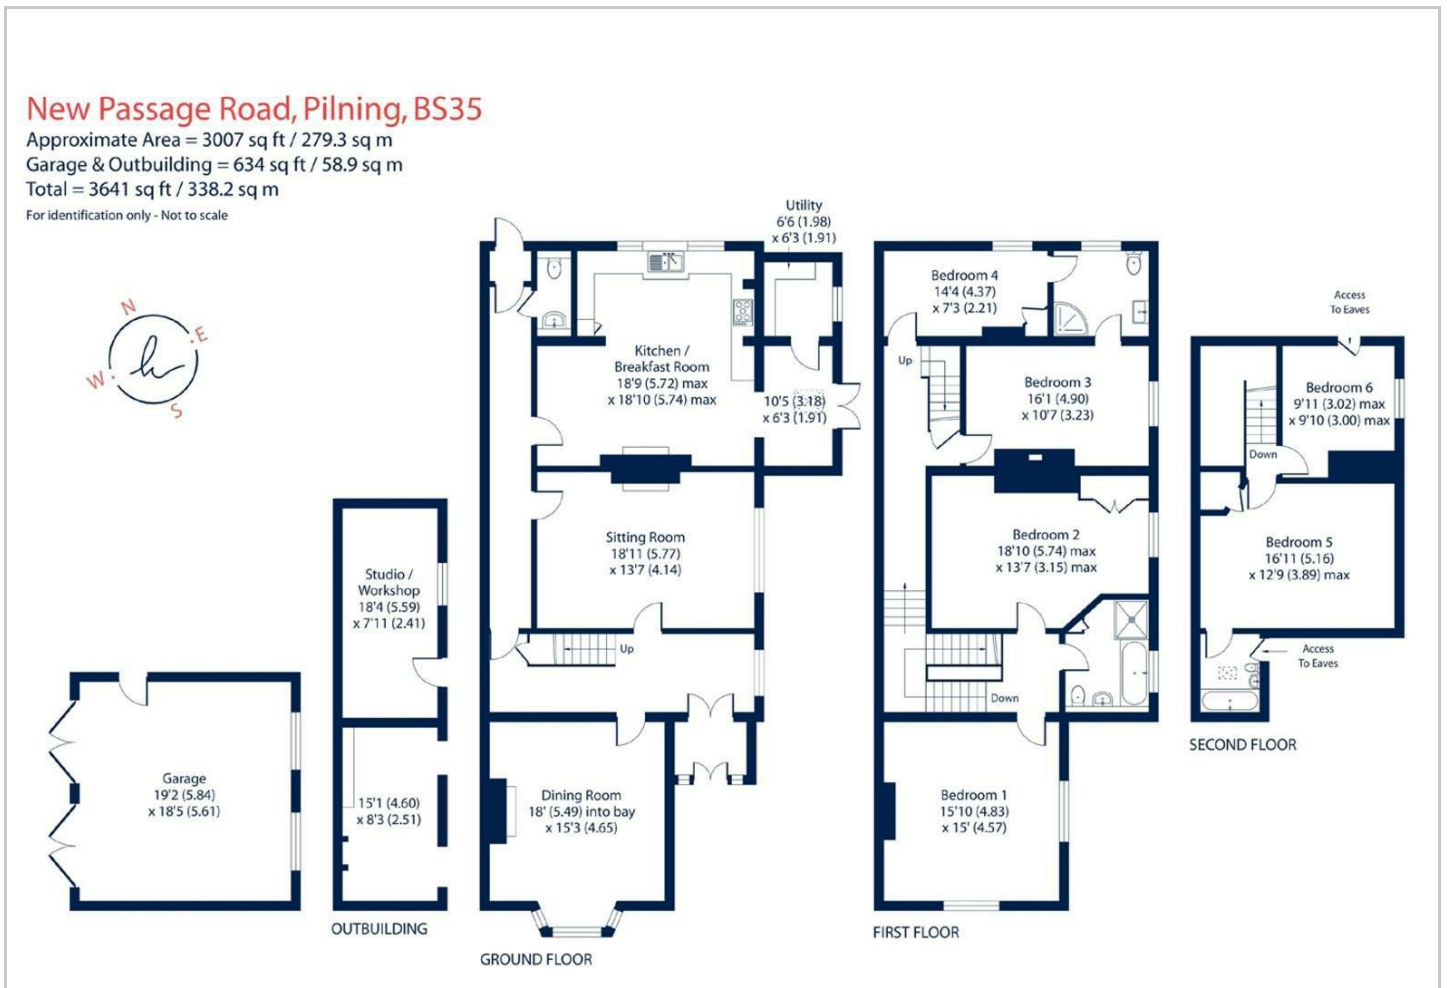 New Passage Road, Pilning, BS35
Approximate Area = 3007 sq ft / 279.3 sq m
Garage & Outbuilding = 634 sq ft / 58.9 sq m
Total = 3641 sq ft / 338.2 sq m
For identification only - Not to scale
N
E
W
S
Garage
19'2 (5.84)
x 18'5 (5.61)
Studio /
Workshop
18'4 (5.59)
x 7'11 (2.41)
15'1 (4.60)
x 8'3 (2.51)
OUTBUILDING
Utility
6'6 (1.98)
x 6'3 (1.91)
Kitchen /
Breakfast Room
18'9 (5.72) max
x 18'10 (5.74) max
10'5 (3.18)
x 6'3 (1.91)
Sitting Room
18'11 (5.77)
x 13'7 (4.14)
Up
Dining Room
18' (5.49) into bay
x 15'3 (4.65)
GROUND FLOOR
Bedroom 4
14'4 (4.37)
x 7'3 (2.21)
Up
Bedroom 3
16'1 (4.90)
x 10'7 (3.23)
Bedroom 2
18'10 (5.74) max
x 13'7 (3.15) max
Down
Bedroom 1
15'10 (4.83)
x 15' (4.57)
FIRST FLOOR
Access
To Eaves
Bedroom 6
9'11 (3.02) max
x 9'10 (3.00) max
Down
Bedroom 5
16'11 (5.16)
x 12'9 (3.89) max
Access
To Eaves
SECOND FLOOR